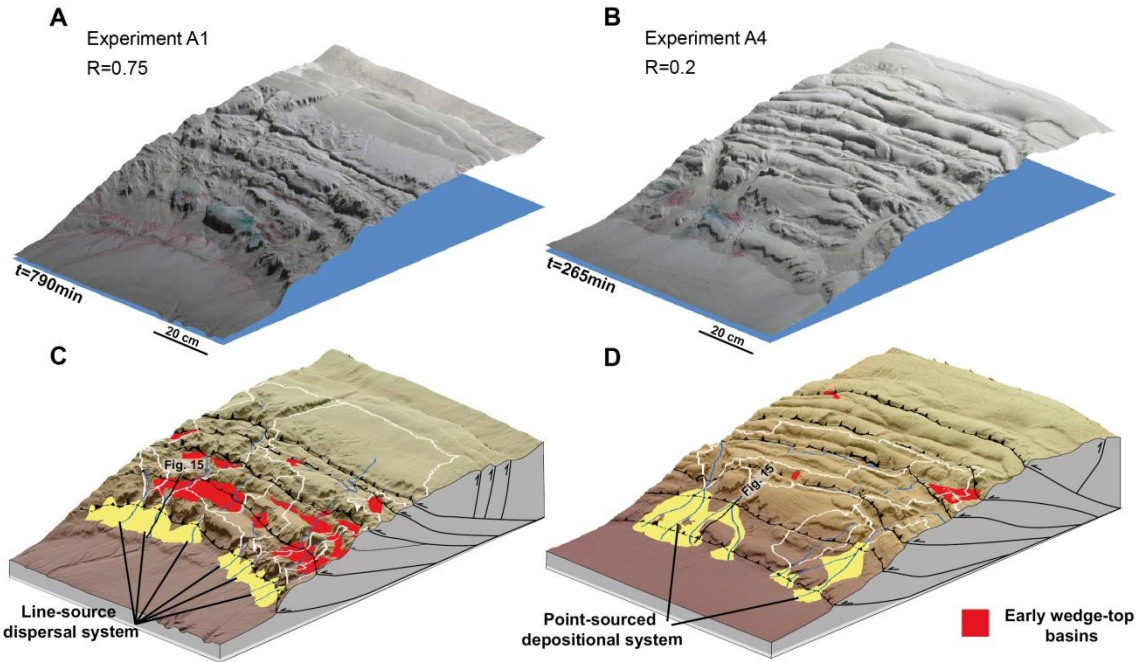 A
Experiment A1
R=0.75
B
Experiment A4
R=0.2
t=790min
20 cm
t=265min
20 cm
C
Fig. 15
Line-source
dispersal system
D
Fig. 15
Point-sourced
depositional system
Early wedge-top
basins